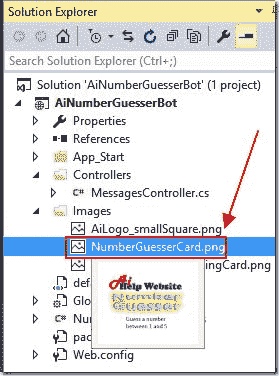 Solution Explorer
Search Solution Explorer (Ctrl+;)
Solution 'AiNumberGuesserBot' (1 project)
AiNumberGuesserBot
Properties
References
App_Start
Controllers
C# MessagesController.cs
Images
AiLogo_smallSquare.png
NumberGuesserCard.png
ingCard.png
def
Glo
Nu
pac
We
Web.config
Ai
Help Website
Number
Guesser
Guess a number
between 1 and 5